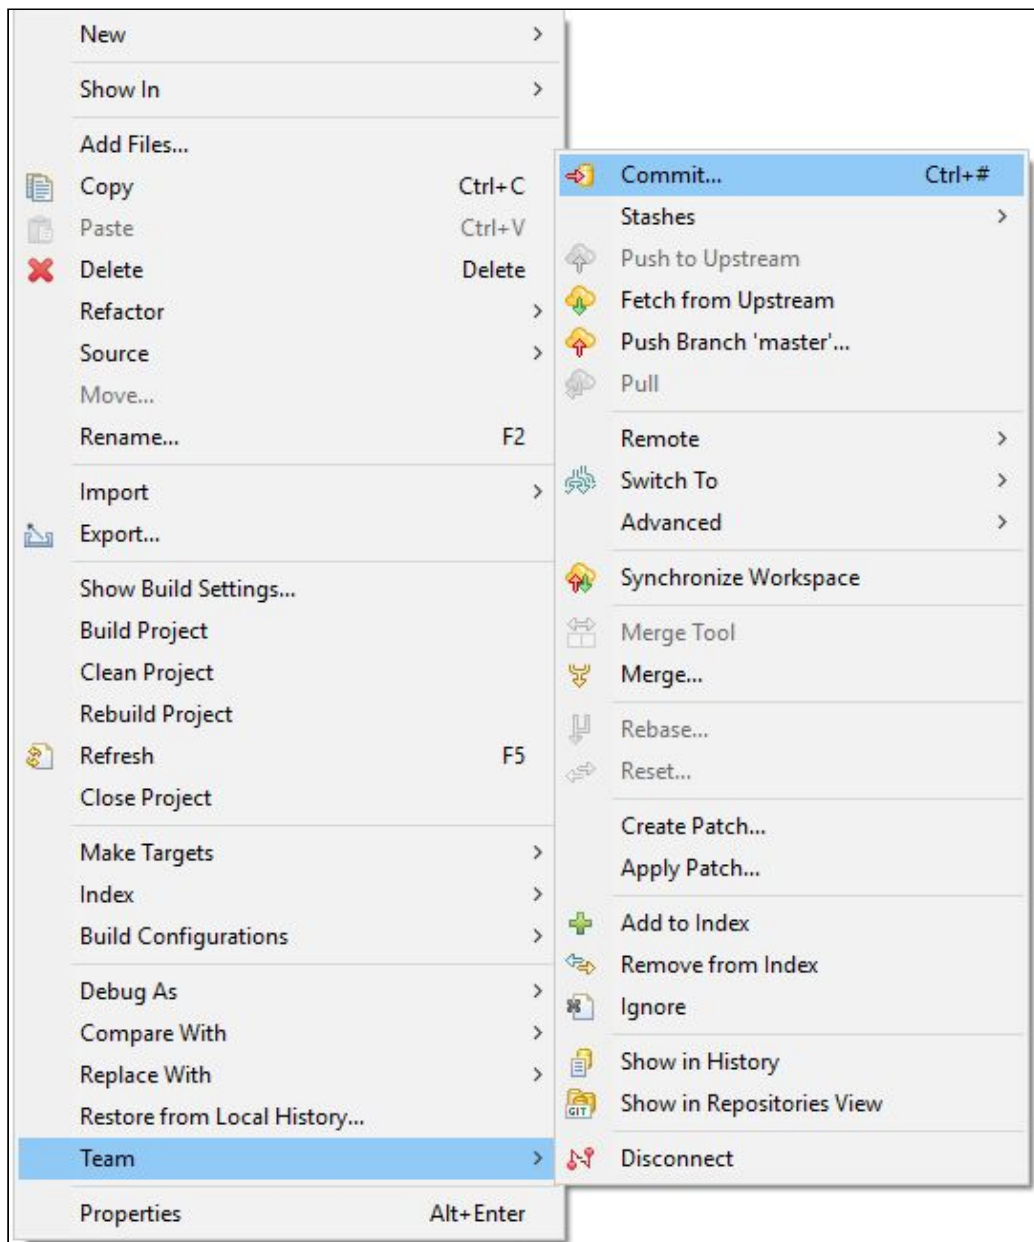 New
Show In
Add Files...
Copy Ctrl+C
Paste Ctrl+V
Delete Delete
Refactor
Source
Move...
Rename... F2
Import
Export...
Show Build Settings...
Build Project
Clean Project
Rebuild Project
Refresh F5
Close Project
Make Targets
Index
Build Configurations
Debug As
Compare With
Replace With
Restore from Local History...
Team
Properties Alt+Enter
Commit... Ctrl+#
Stashes
Push to Upstream
Fetch from Upstream
Push Branch 'master'...
Pull
Remote
Switch To
Advanced
Synchronize Workspace
Merge Tool
Merge...
Rebase...
Reset...
Create Patch...
Apply Patch...
Add to Index
Remove from Index
Ignore
Show in History
GIT Show in Repositories View
Disconnect